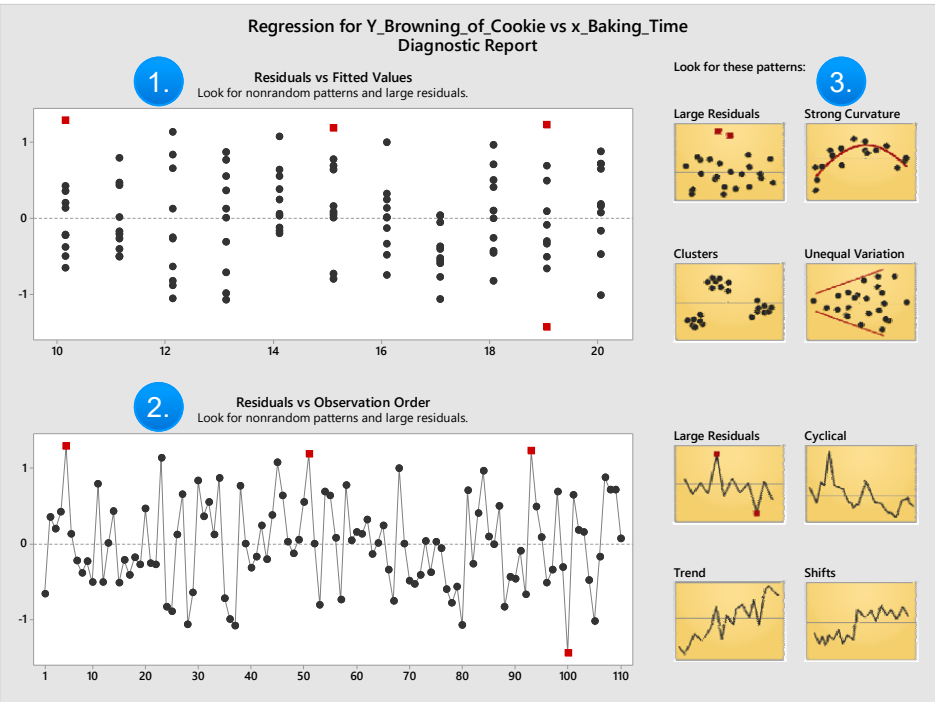 Regression for Y_Browning_of_Cookie vs x_Baking_Time
Diagnostic Report
1.
Residuals vs Fitted Values
Look for nonrandom patterns and large residuals.
1
0
-1
10 12 14 16 18 20
2.
Residuals vs Observation Order
Look for nonrandom patterns and large residuals.
1
0
-1
1 10 20 30 40 50 60 70 80 90 100 110
Look for these patterns:
3.
Large Residuals Strong Curvature
Clusters Unequal Variation
Large Residuals Cyclical
Trend Shifts